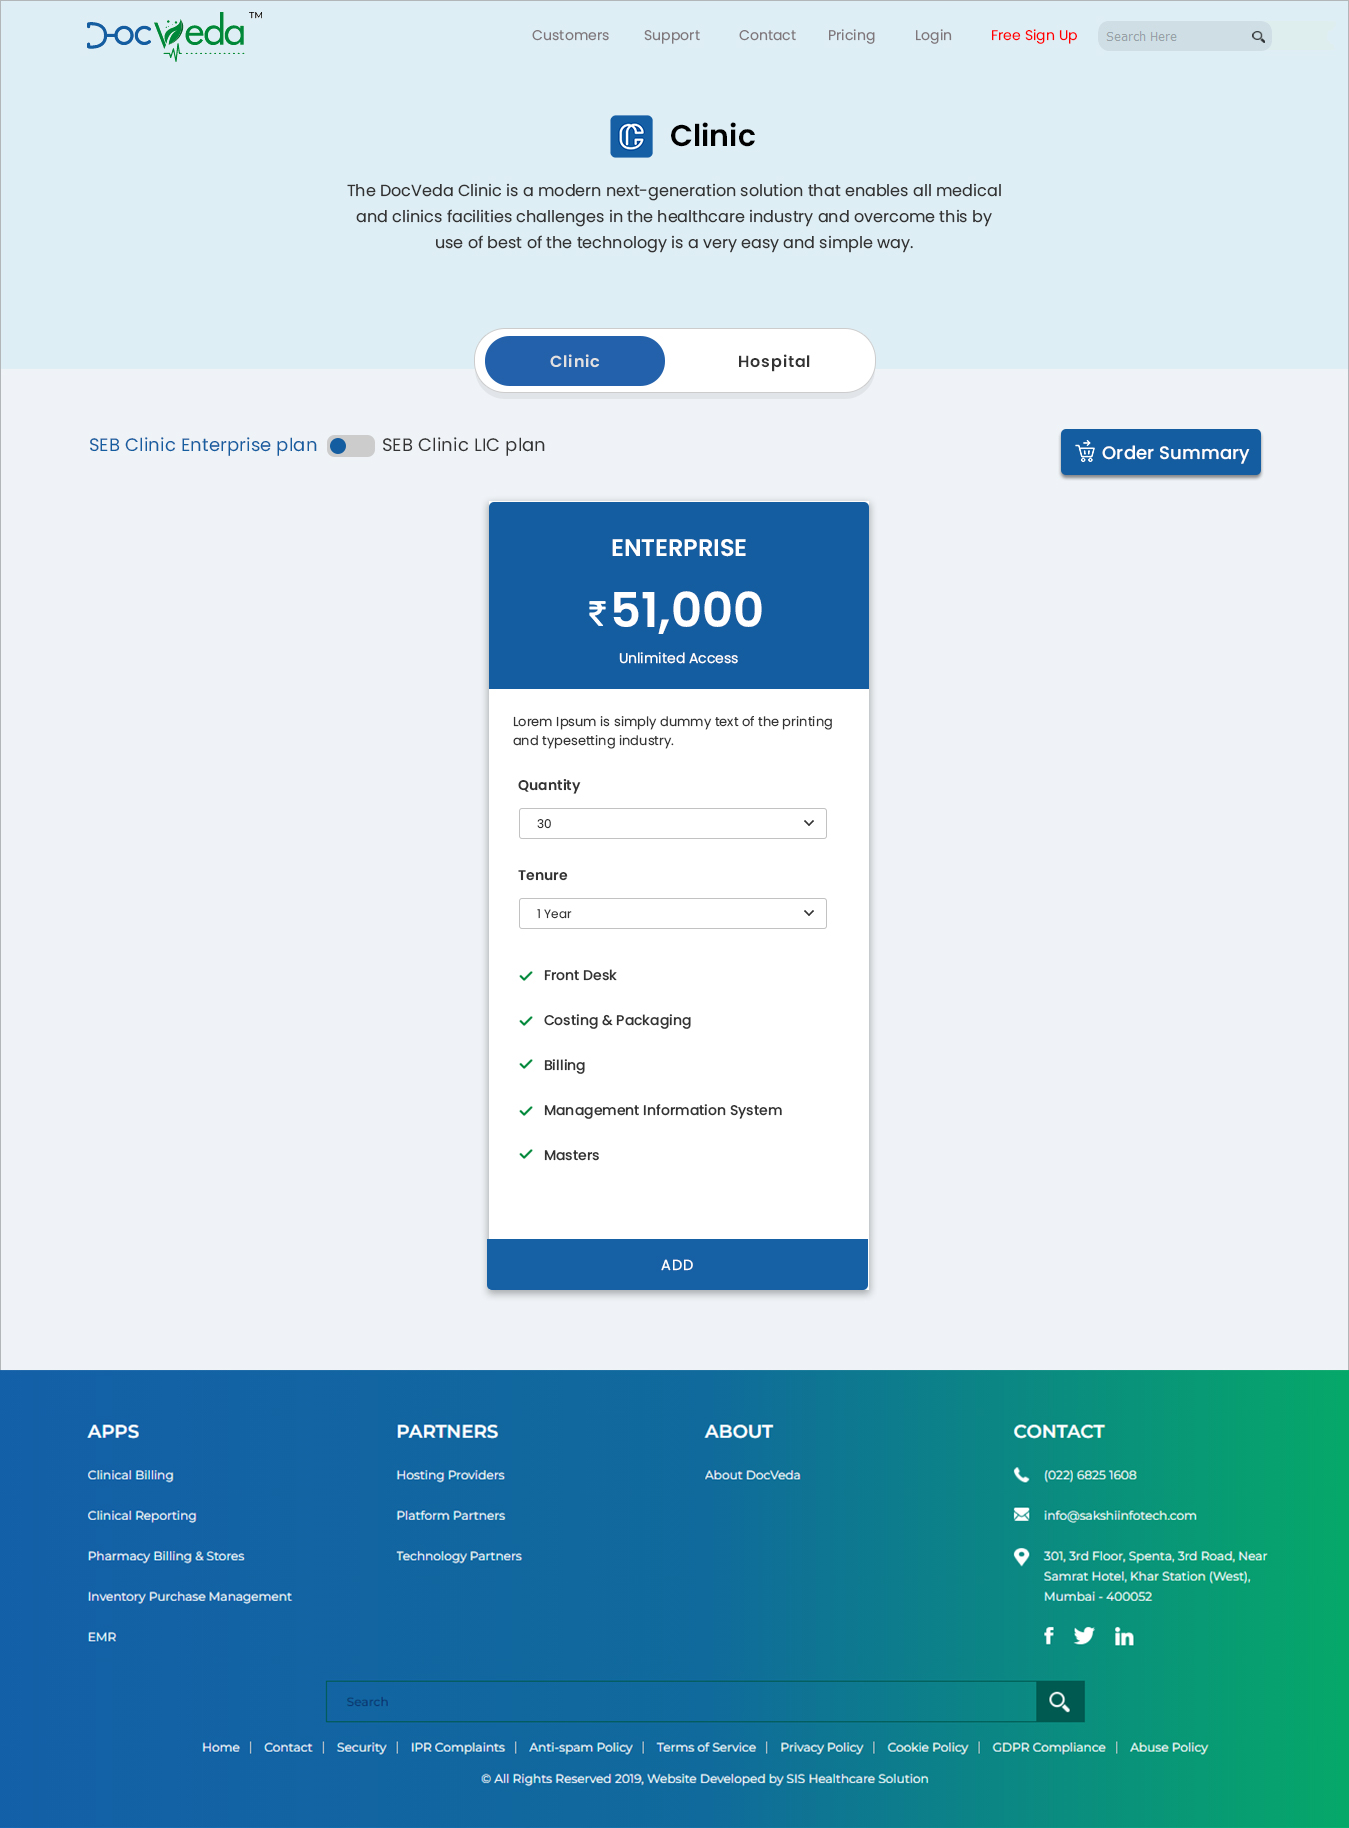 DocVeda ™
Customers Support Contact Pricing Login Free Sign Up Search Here
Clinic
The DocVeda Clinic is a modern next-generation solution that enables all medical
and clinics facilities challenges in the healthcare industry and overcome this by
use of best of the technology is a very easy and simple way.
Clinic Hospital
SEB Clinic Enterprise plan SEB Clinic LIC plan
Order Summary
ENTERPRISE
₹51,000
Unlimited Access
Lorem Ipsum is simply dummy text of the printing
and typesetting industry.
Quantity
30
Tenure
1 Year
Front Desk
Costing & Packaging
Billing
Management Information System
Masters
ADD
APPS
Clinical Billing
Clinical Reporting
Pharmacy Billing & Stores
Inventory Purchase Management
EMR
PARTNERS
Hosting Providers
Platform Partners
Technology Partners
ABOUT
About DocVeda
CONTACT
(022) 6825 1608
info@sakshiinfotech.com
301, 3rd Floor, Spenta, 3rd Road, Near
Samrat Hotel, Khar Station (West),
Mumbai - 400052
Search
Home | Contact | Security | IPR Complaints | Anti-spam Policy | Terms of Service | Privacy Policy | Cookie Policy | GDPR Compliance | Abuse Policy
© All Rights Reserved 2019, Website Developed by SIS Healthcare Solution